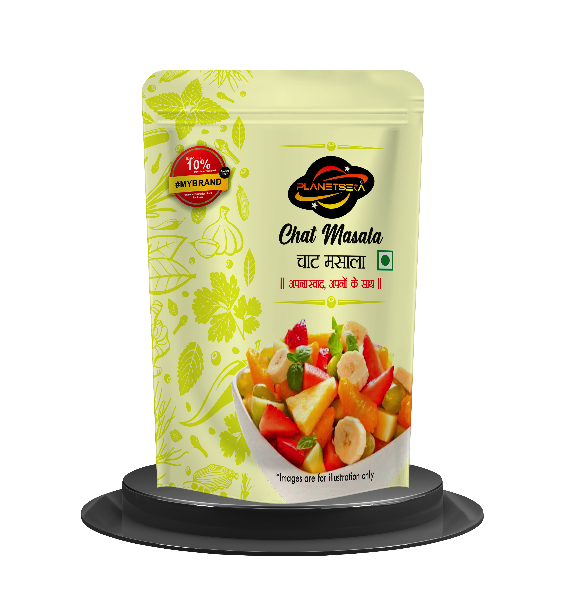 10%
#MYBRAND
PLANETSERA
Chat Masala
चाट मसाला
|| अपनास्वाद, अपनों के साथ ||
*Images are for illustration only